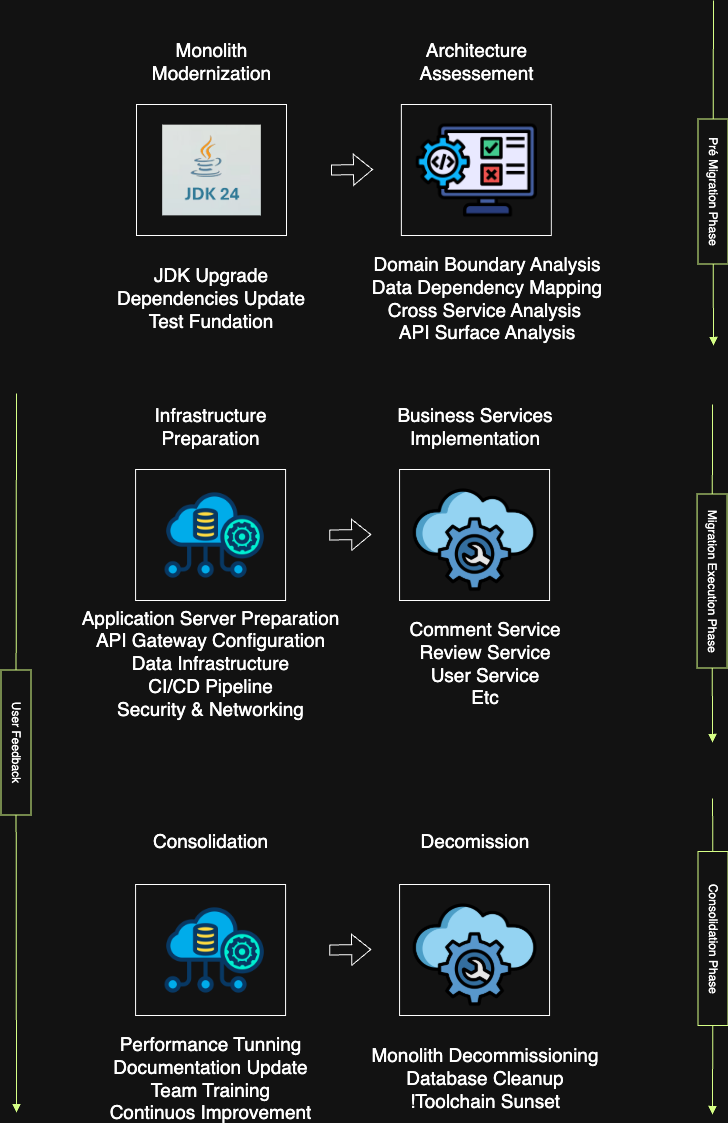 Monolith
Modernization
Architecture
Assessement
JDK 24
JDK Upgrade
Dependencies Update
Test Fundation
Domain Boundary Analysis
Data Dependency Mapping
Cross Service Analysis
API Surface Analysis
Pré Migration Phase
Infrastructure
Preparation
Business Services
Implementation
Application Server Preparation
API Gateway Configuration
Data Infrastructure
CI/CD Pipeline
Security & Networking
Comment Service
Review Service
User Service
Etc
Migration Execution Phase
User Feedback
Consolidation
Decomission
Performance Tunning
Documentation Update
Team Training
Continuos Improvement
Monolith Decommissioning
Database Cleanup
!Toolchain Sunset
Consolidation Phase